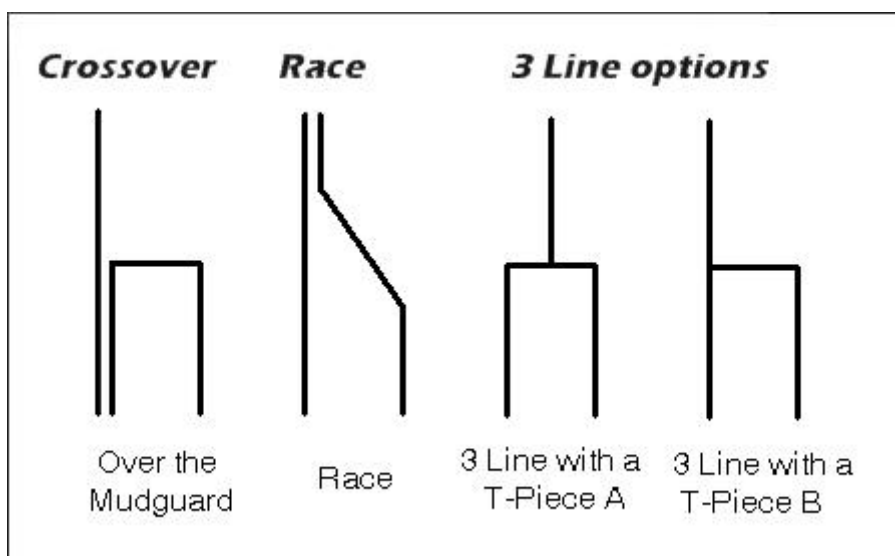 Crossover
Race
3 Line options
Over the
Mudguard
Race
3 Line with a
T-Piece A
3 Line with a
T-Piece B